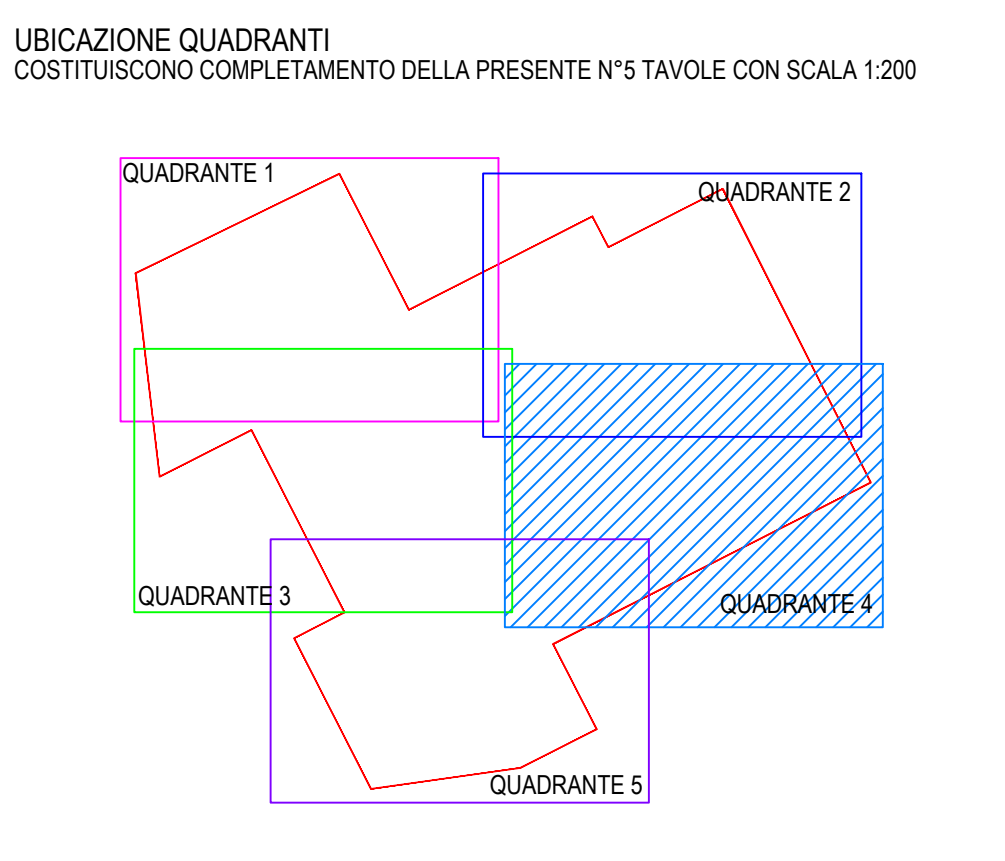 UBICAZIONE QUADRANTI
COSTITUISCONO COMPLETAMENTO DELLA PRESENTE N°5 TAVOLE CON SCALA 1:200
QUADRANTE 1
QUADRANTE 2
QUADRANTE 3
QUADRANTE 4
QUADRANTE 5